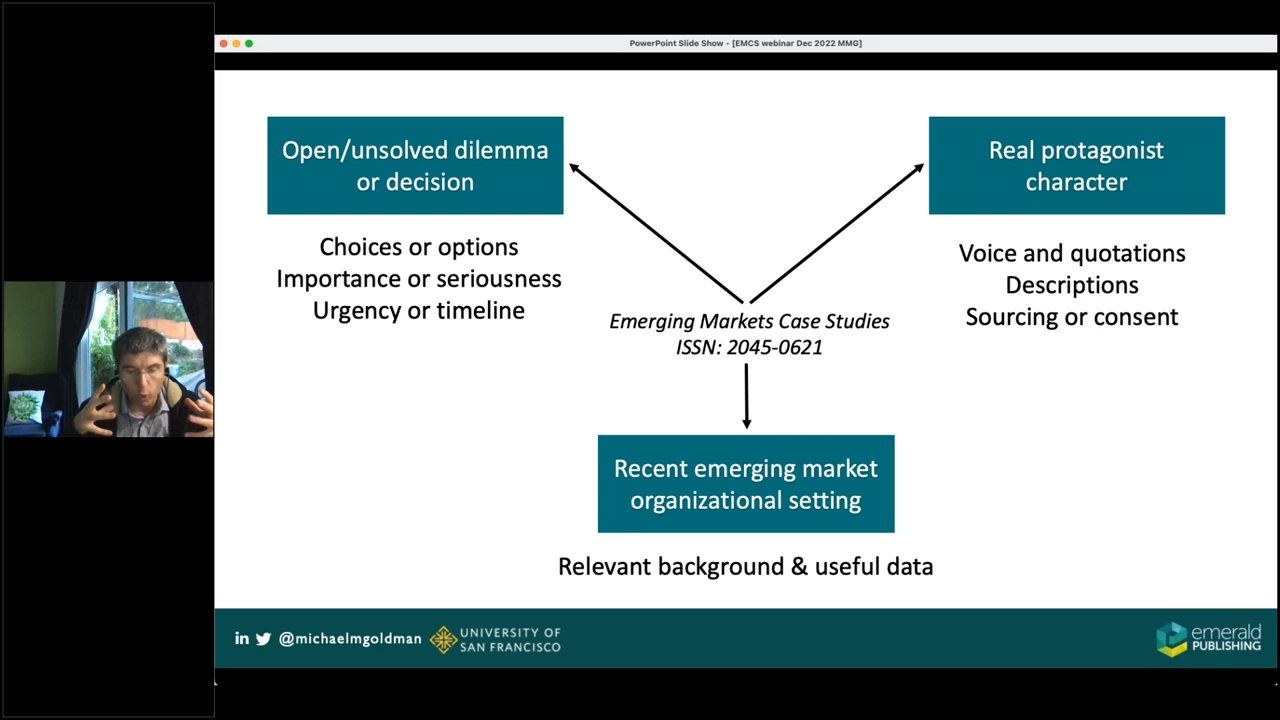 PowerPoint Slide Show - [EMCS webinar Dec 2022 MMG]
Open/unsolved dilemma
or decision
Choices or options
Importance or seriousness
Urgency or timeline
Real protagonist
character
Voice and quotations
Descriptions
Sourcing or consent
Emerging Markets Case Studies
ISSN: 2045-0621
Recent emerging market
organizational setting
Relevant background & useful data
in @michaelmgoldman
UNIVERSITY OF
SAN FRANCISCO
emerald
PUBLISHING